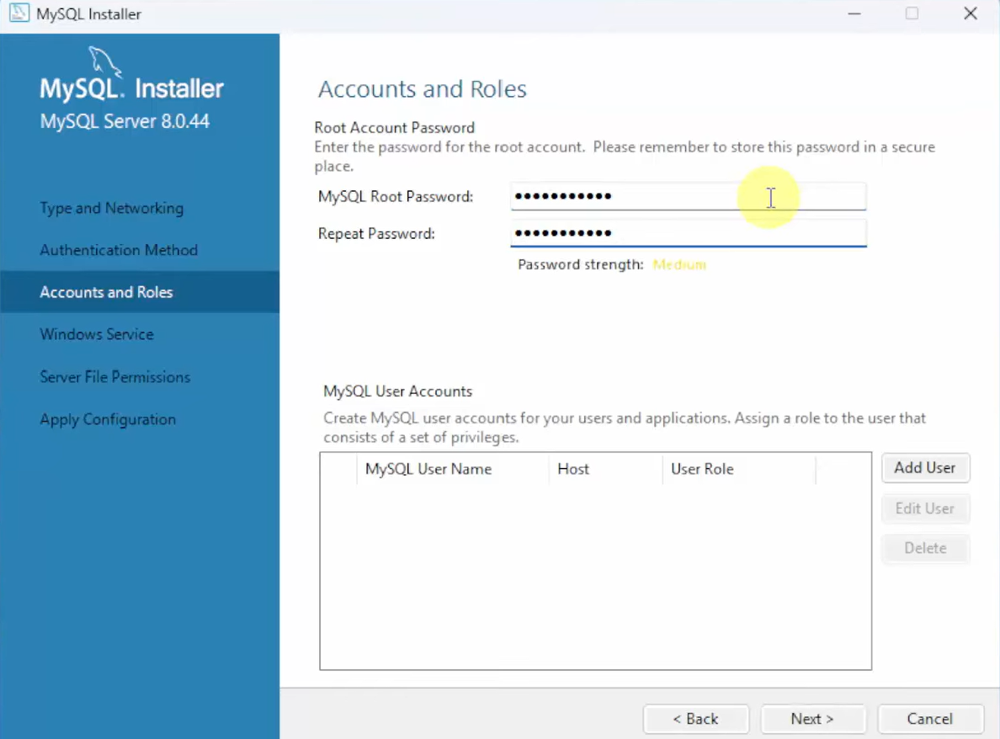 MySQL Installer
MySQL. Installer
MySQL Server 8.0.44
Type and Networking
Authentication Method
Accounts and Roles
Windows Service
Server File Permissions
Apply Configuration
Accounts and Roles
Root Account Password
Enter the password for the root account. Please remember to store this password in a secure
place.
MySQL Root Password: •••••••••••
Repeat Password: •••••••••••
Password strength: Medium
MySQL User Accounts
Create MySQL user accounts for your users and applications. Assign a role to the user that
consists of a set of privileges.
MySQL User Name Host User Role
Add User
Edit User
Delete
< Back Next > Cancel